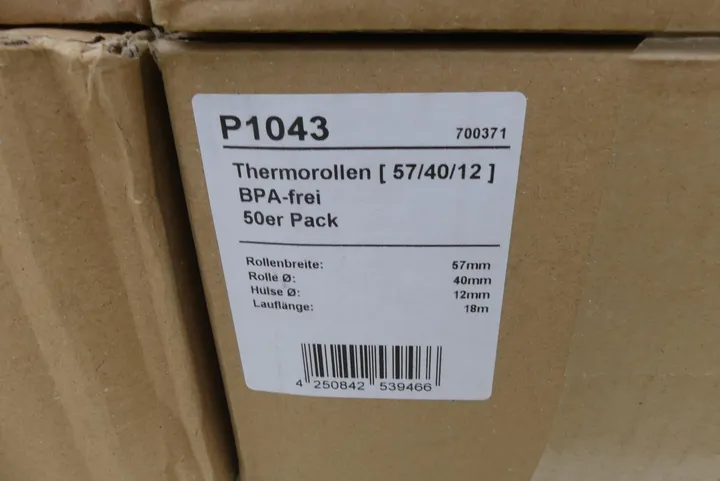 P1043 700371
Thermorollen [ 57/40/12 ]
BPA-frei
50er Pack
Rollenbreite: 57mm
Rolle Ø: 40mm
Hülse Ø: 12mm
Lauflänge: 18m
4 250842 539466